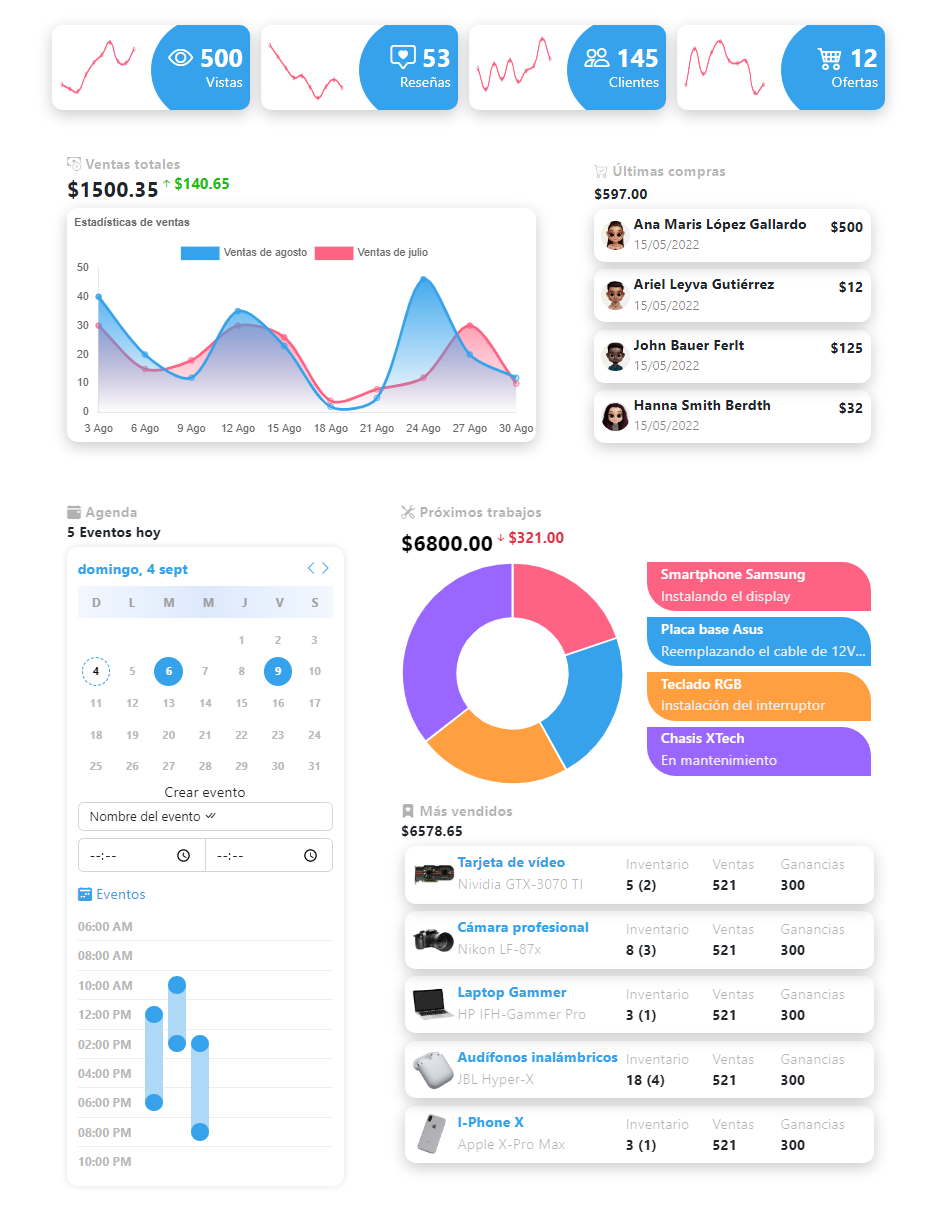 500
Vistas
53
Reseñas
145
Clientes
12
Ofertas
Ventas totales
$1500.35 ↑ $140.65
Estadísticas de ventas
Ventas de agosto Ventas de julio
50
40
30
20
10
0
3 Ago 6 Ago 9 Ago 12 Ago 15 Ago 18 Ago 21 Ago 24 Ago 27 Ago 30 Ago
Últimas compras
$597.00
Ana Maris López Gallardo $500
15/05/2022
Ariel Leyva Gutiérrez $12
15/05/2022
John Bauer Ferlt $125
15/05/2022
Hanna Smith Berdth $32
15/05/2022
Agenda
5 Eventos hoy
domingo, 4 sept
D L M M J V S
1 2 3
4 5 6 7 8 9 10
11 12 13 14 15 16 17
18 19 20 21 22 23 24
25 26 27 28 29 30 31
Crear evento
Nombre del evento
--:-- --:--
Eventos
06:00 AM
08:00 AM
10:00 AM
12:00 PM
02:00 PM
04:00 PM
06:00 PM
08:00 PM
10:00 PM
Próximos trabajos
$6800.00 ↓ $321.00
Smartphone Samsung
Instalando el display
Placa base Asus
Reemplazando el cable de 12V...
Teclado RGB
Instalación del interruptor
Chasis XTech
En mantenimiento
Más vendidos
$6578.65
Tarjeta de vídeo Inventario Ventas Ganancias
Nividia GTX-3070 TI 5 (2) 521 300
Cámara profesional Inventario Ventas Ganancias
Nikon LF-87x 8 (3) 521 300
Laptop Gammer Inventario Ventas Ganancias
HP IFH-Gammer Pro 3 (1) 521 300
Audífonos inalámbricos Inventario Ventas Ganancias
JBL Hyper-X 18 (4) 521 300
I-Phone X Inventario Ventas Ganancias
Apple X-Pro Max 3 (1) 521 300